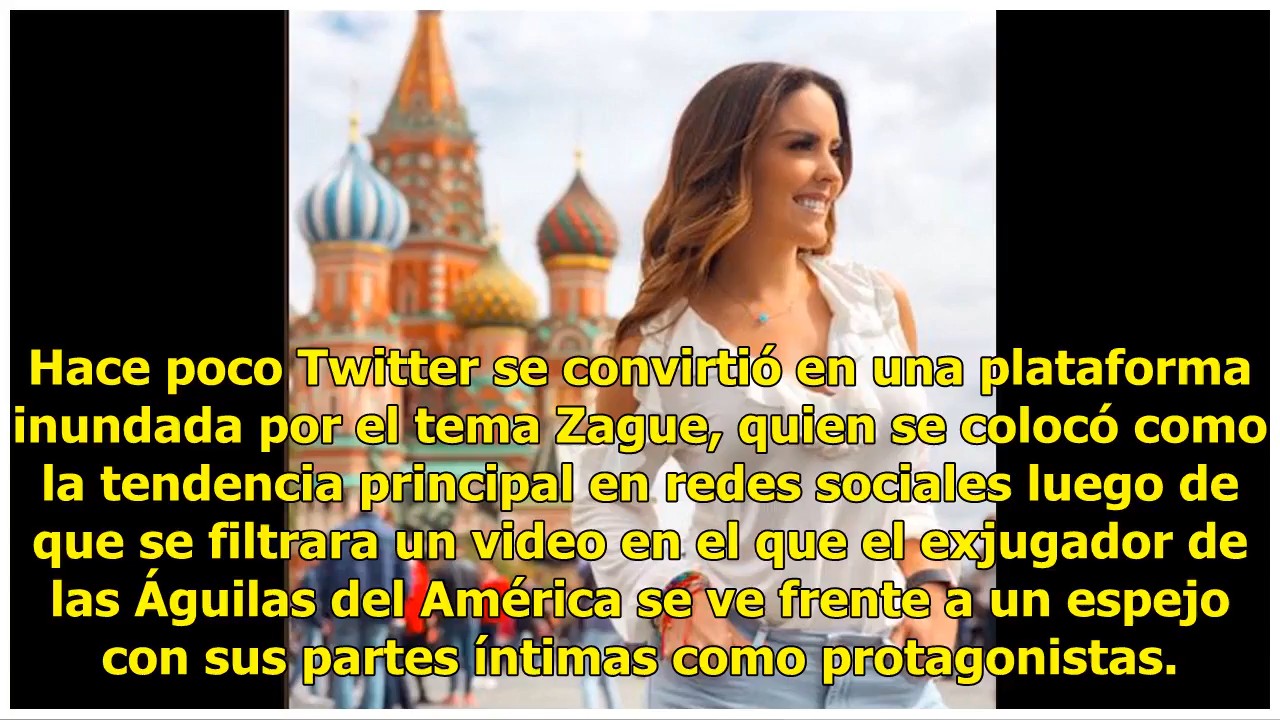 Hace poco Twitter se convirtió en una plataforma
inundada por el tema Zague, quien se colocó como
la tendencia principal en redes sociales luego de
que se filtrara un video en el que el exjugador de
las Águilas del América se ve frente a un espejo
con sus partes íntimas como protagonistas.